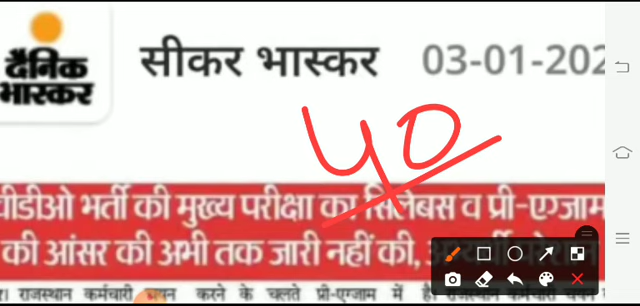 दैनिक
भास्कर
सीकर भास्कर 03-01-202
40
वीडीओ भर्ती की मुख्य परीक्षा का सिलेबस व प्री-एग्जाम
की आंसर की अभी तक जारी नहीं की,
राजस्थान कर्मचारी चयन करने के चलते प्री-एग्जाम में